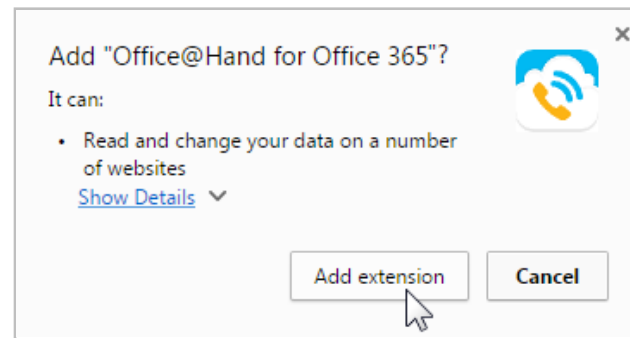 Add "Office@Hand for Office 365"?
It can:
• Read and change your data on a number
of websites
Show Details
Add extension
Cancel